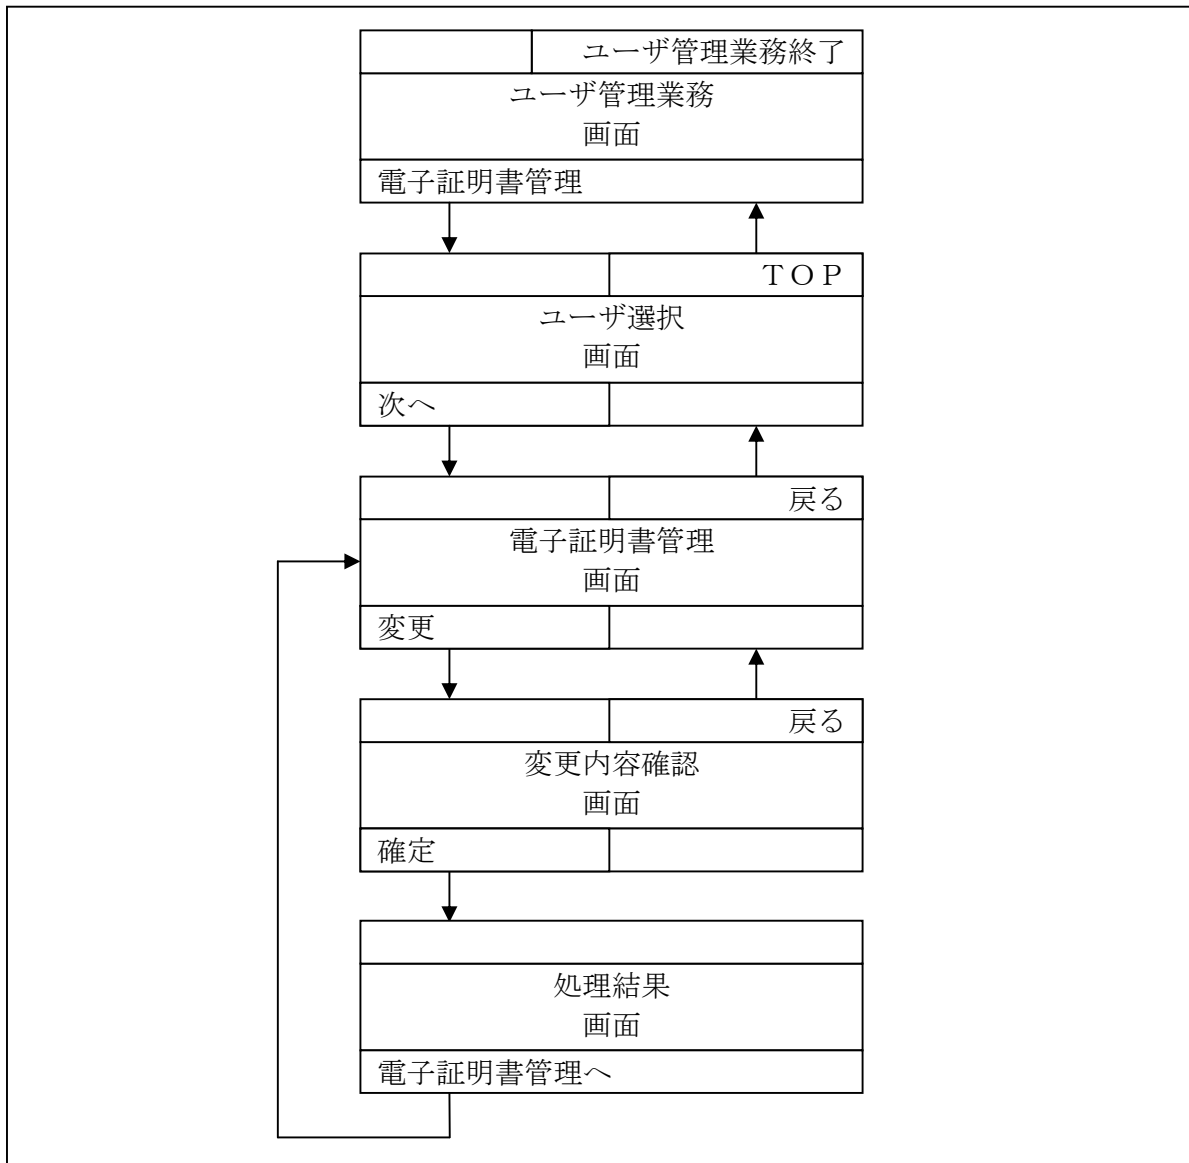 ユーザ管理業務終了
ユーザ管理業務
画面
電子証明書管理
ＴＯＰ
ユーザ選択
画面
次へ
戻る
電子証明書管理
画面
変更
戻る
変更内容確認
画面
確定
処理結果
画面
電子証明書管理へ